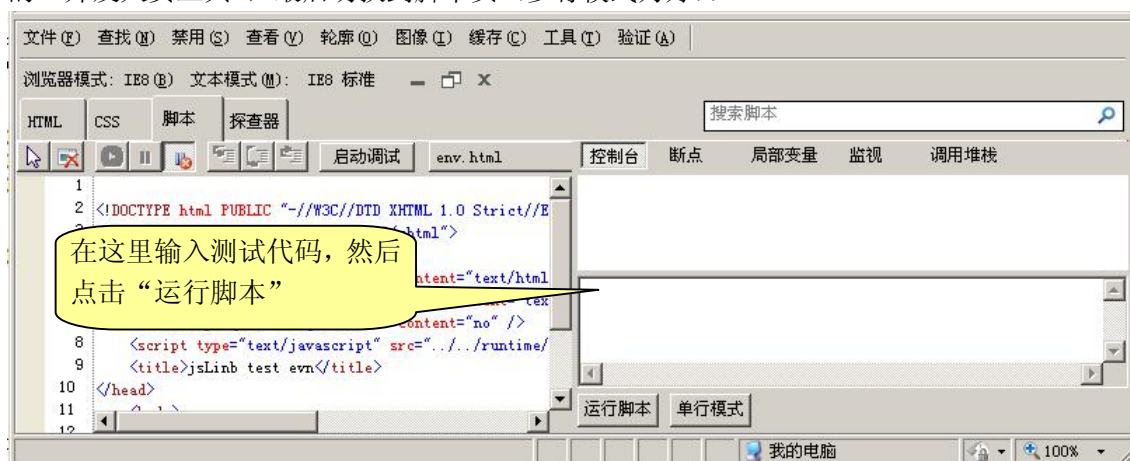 文件(F) 查找(N) 禁用(S) 查看(V) 轮廓(O) 图像(I) 缓存(C) 工具(T) 验证(A)
浏览器模式: IE8(B) 文本模式(M): IE8 标准
HTML CSS 脚本 探查器
搜索脚本
启动调试 env.html
控制台 断点 局部变量 监视 调用堆栈
1
2 <!DOCTYPE html PUBLIC "-//W3C//DTD XHTML 1.0 Strict//E
html">
在这里输入测试代码，然后
点击“运行脚本”
ntent="text/html
content="no" />
8 <script type="text/javascript" src="../../runtime/
9 <title>jsLinb test evn</title>
10 </head>
11
12
运行脚本 单行模式
我的电脑 100%